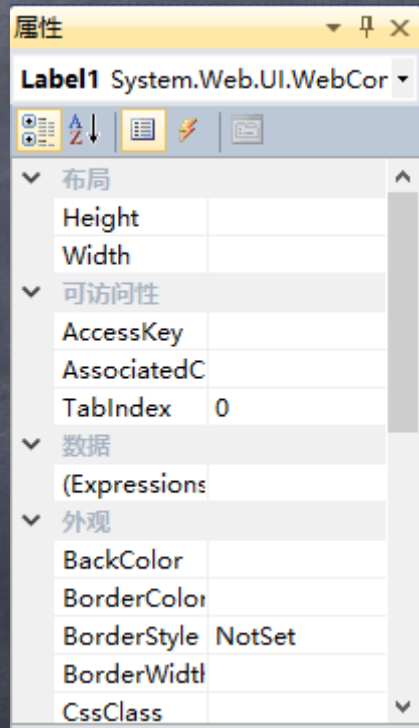 属性
Label1 System.Web.UI.WebCor
布局
Height
Width
可访问性
AccessKey
AssociatedC
TabIndex 0
数据
(Expressions
外观
BackColor
BorderColor
BorderStyle NotSet
BorderWidth
CssClass